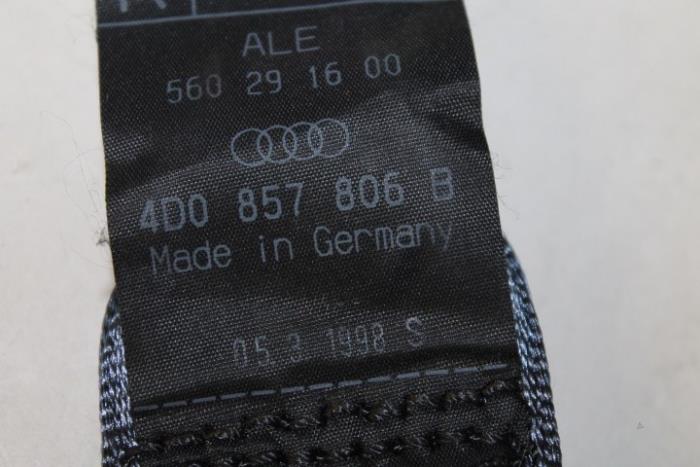 ALE
560 29 16 00
4D0 857 806 B
Made in Germany
05.3 1998 S